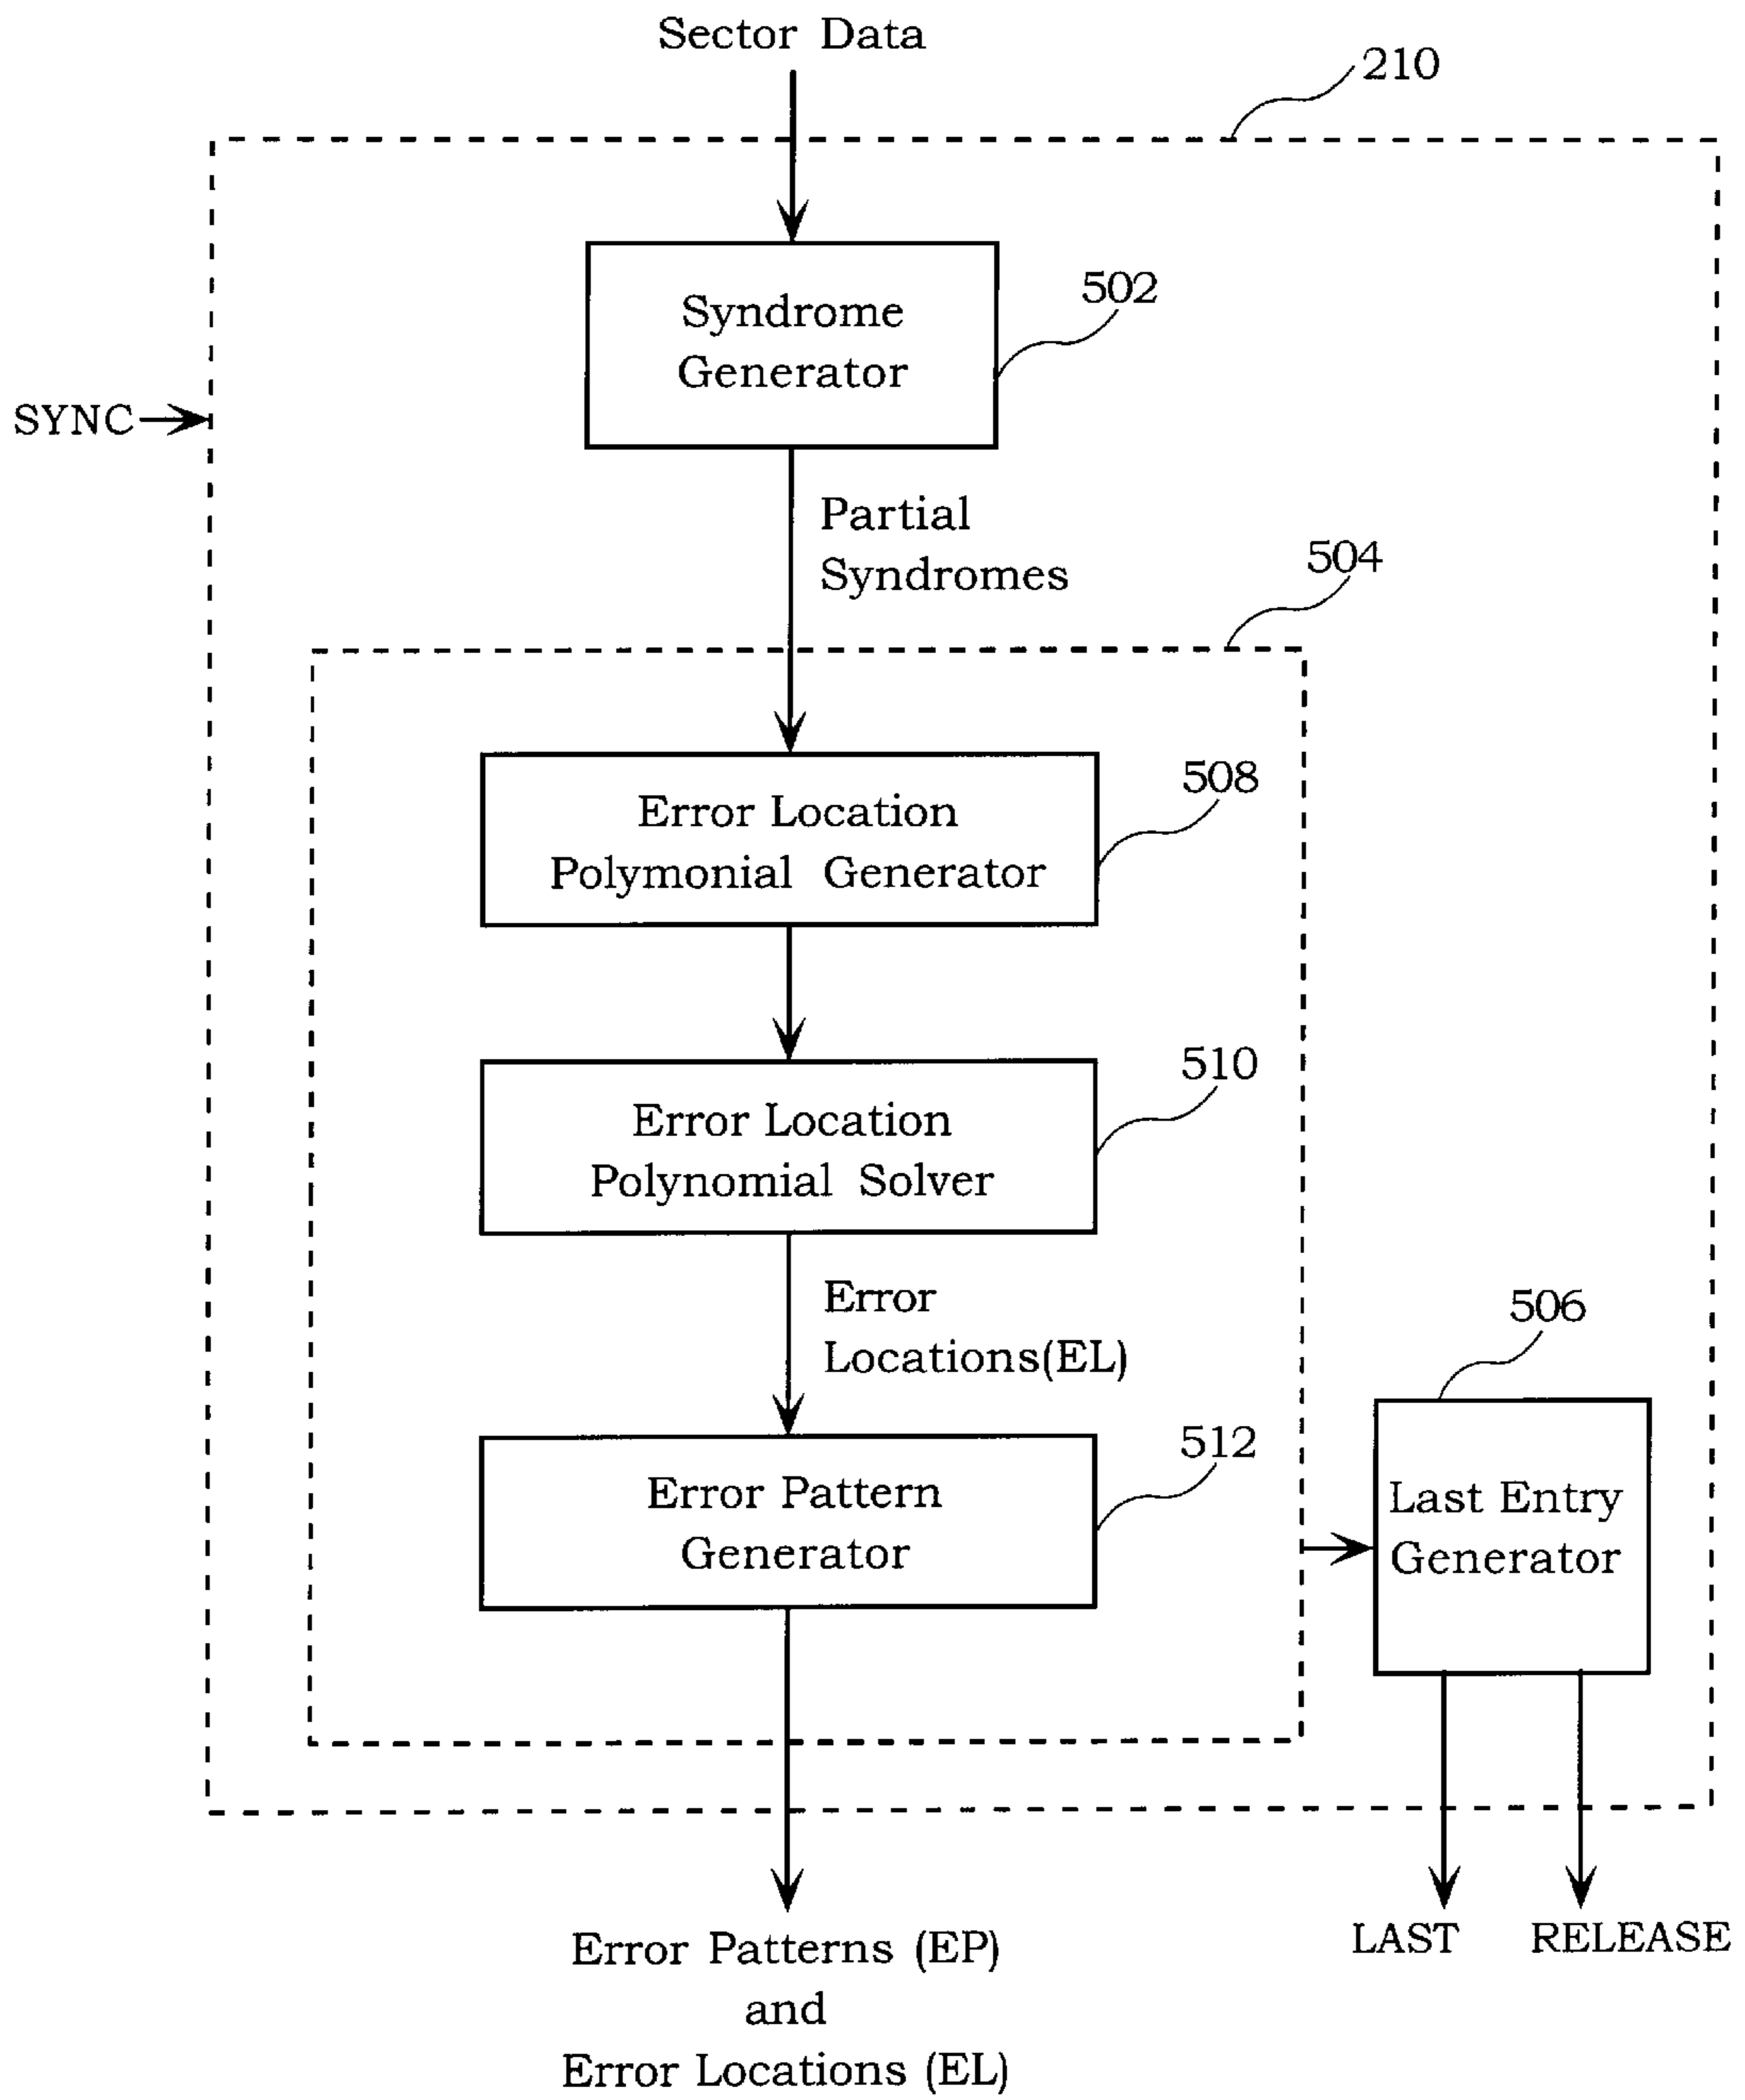 Sector Data
210
Syndrome
Generator
502
SYNC
Partial
Syndromes
504
Error Location
Polymonial Generator
508
Error Location
Polynomial Solver
510
Error
Locations(EL)
506
Error Pattern
Generator
512
Last Entry
Generator
LAST
RELEASE
Error Patterns (EP)
and
Error Locations (EL)